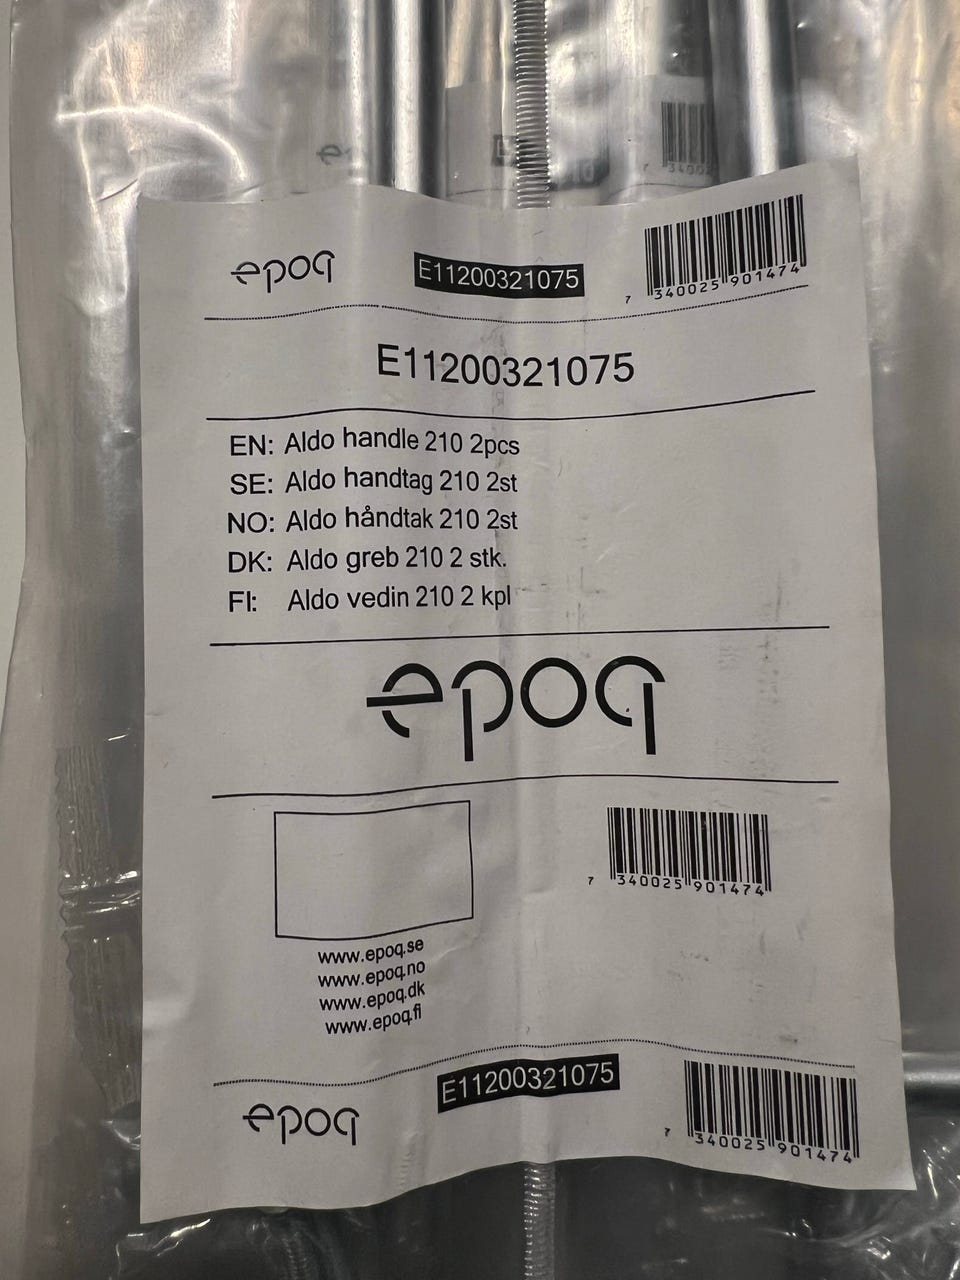 epoq E11200321075 7 340025 901474
E11200321075
EN: Aldo handle 210 2pcs
SE: Aldo handtag 210 2st
NO: Aldo håndtak 210 2st
DK: Aldo greb 210 2 stk.
FI: Aldo vedin 210 2 kpl
epoq
7 340025 901474
www.epoq.se
www.epoq.no
www.epoq.dk
www.epoq.fi
epoq E11200321075 7 340025 901474